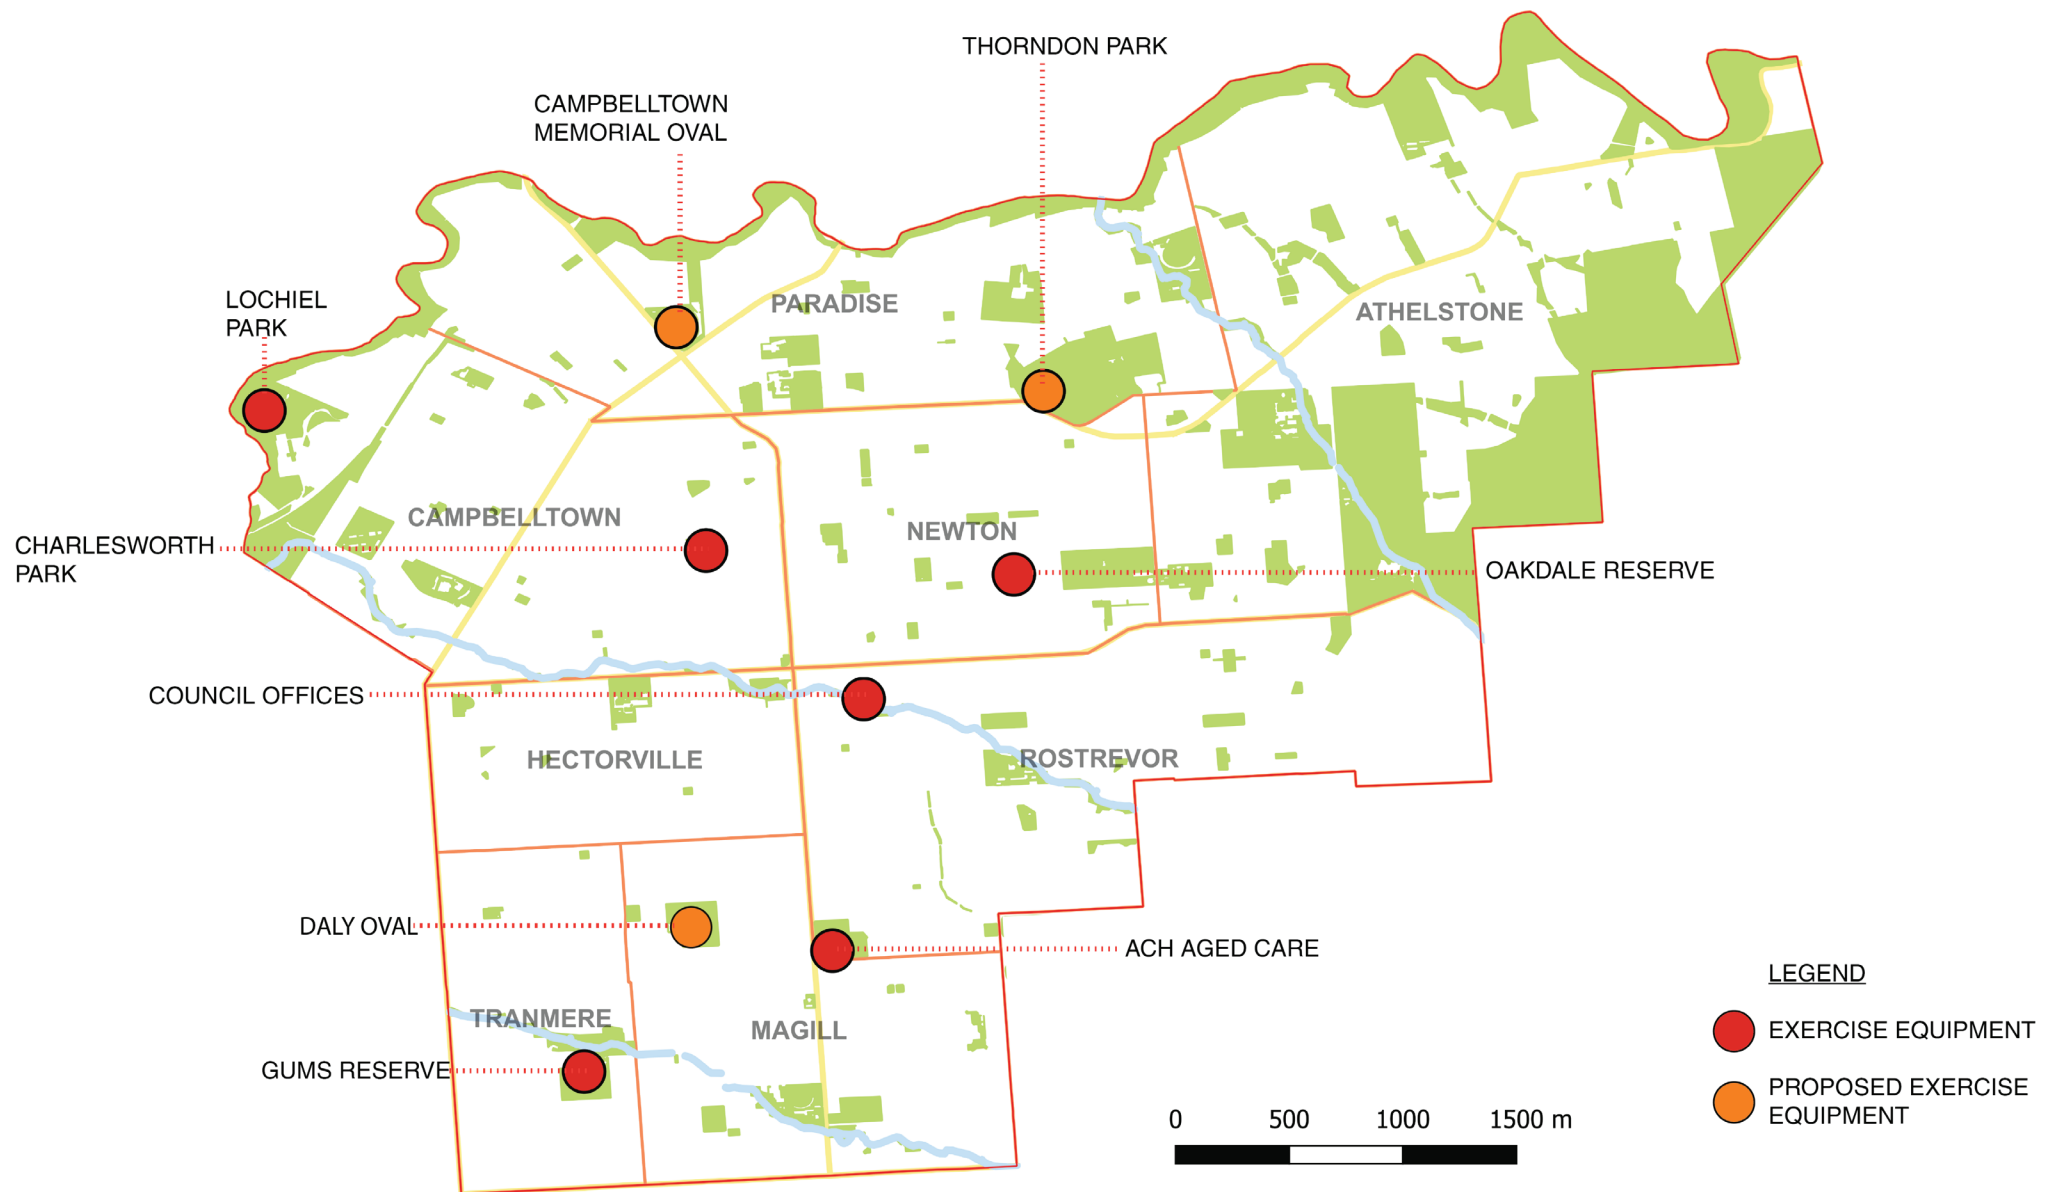 THORNDON PARK
CAMPBELLTOWN
MEMORIAL OVAL
LOCHIEL
PARK
PARADISE
ATHELSTONE
CAMPBELLTOWN
NEWTON
CHARLESWORTH
PARK
OAKDALE RESERVE
COUNCIL OFFICES
HECTORVILLE
ROSTREVOR
DALY OVAL
ACH AGED CARE
TRANMERE
MAGILL
GUMS RESERVE
LEGEND
EXERCISE EQUIPMENT
PROPOSED EXERCISE
EQUIPMENT
0 500 1000 1500 m